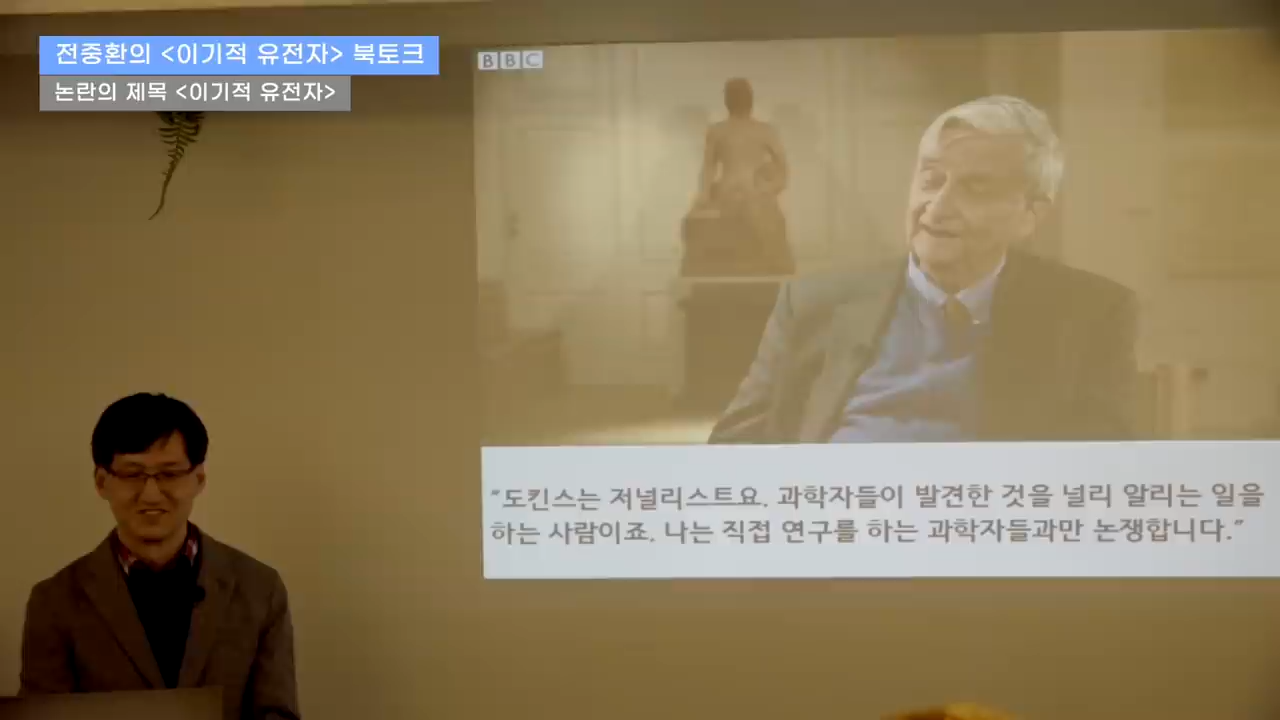 전중환의 <이기적 유전자> 북토크
논란의 제목 <이기적 유전자>
BBC
“도킨스는 저널리스트요. 과학자들이 발견한 것을 널리 알리는 일을
하는 사람이죠. 나는 직접 연구를 하는 과학자들과만 논쟁합니다.”